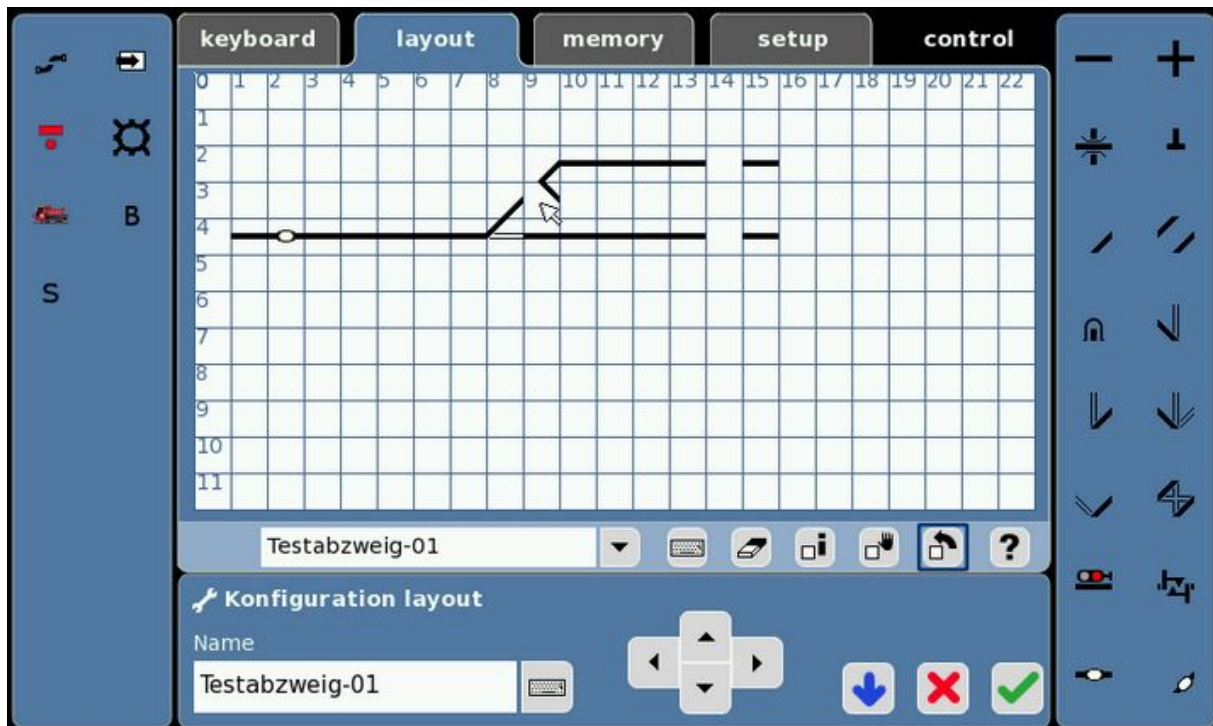 keyboard layout memory setup control
0 1 2 3 4 5 6 7 8 9 10 11 12 13 14 15 16 17 18 19 20 21 22
1
2
3
4
5
6
7
8
9
10
11
B
S
Testabzweig-01
?
Konfiguration layout
Name
Testabzweig-01